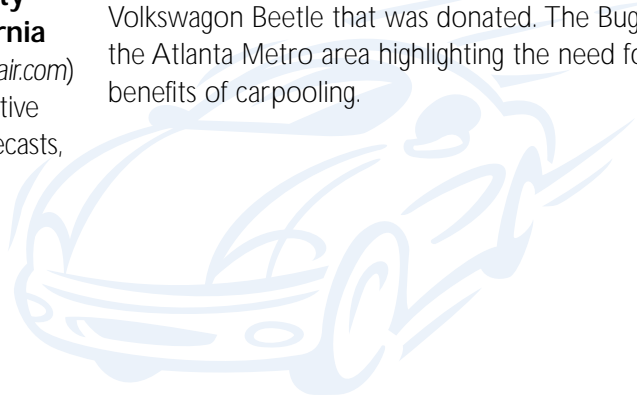 ty
rnia
air.com)
tive
ecasts,
Volkswagon Beetle that was donated. The Bug
the Atlanta Metro area highlighting the need fo
benefits of carpooling.